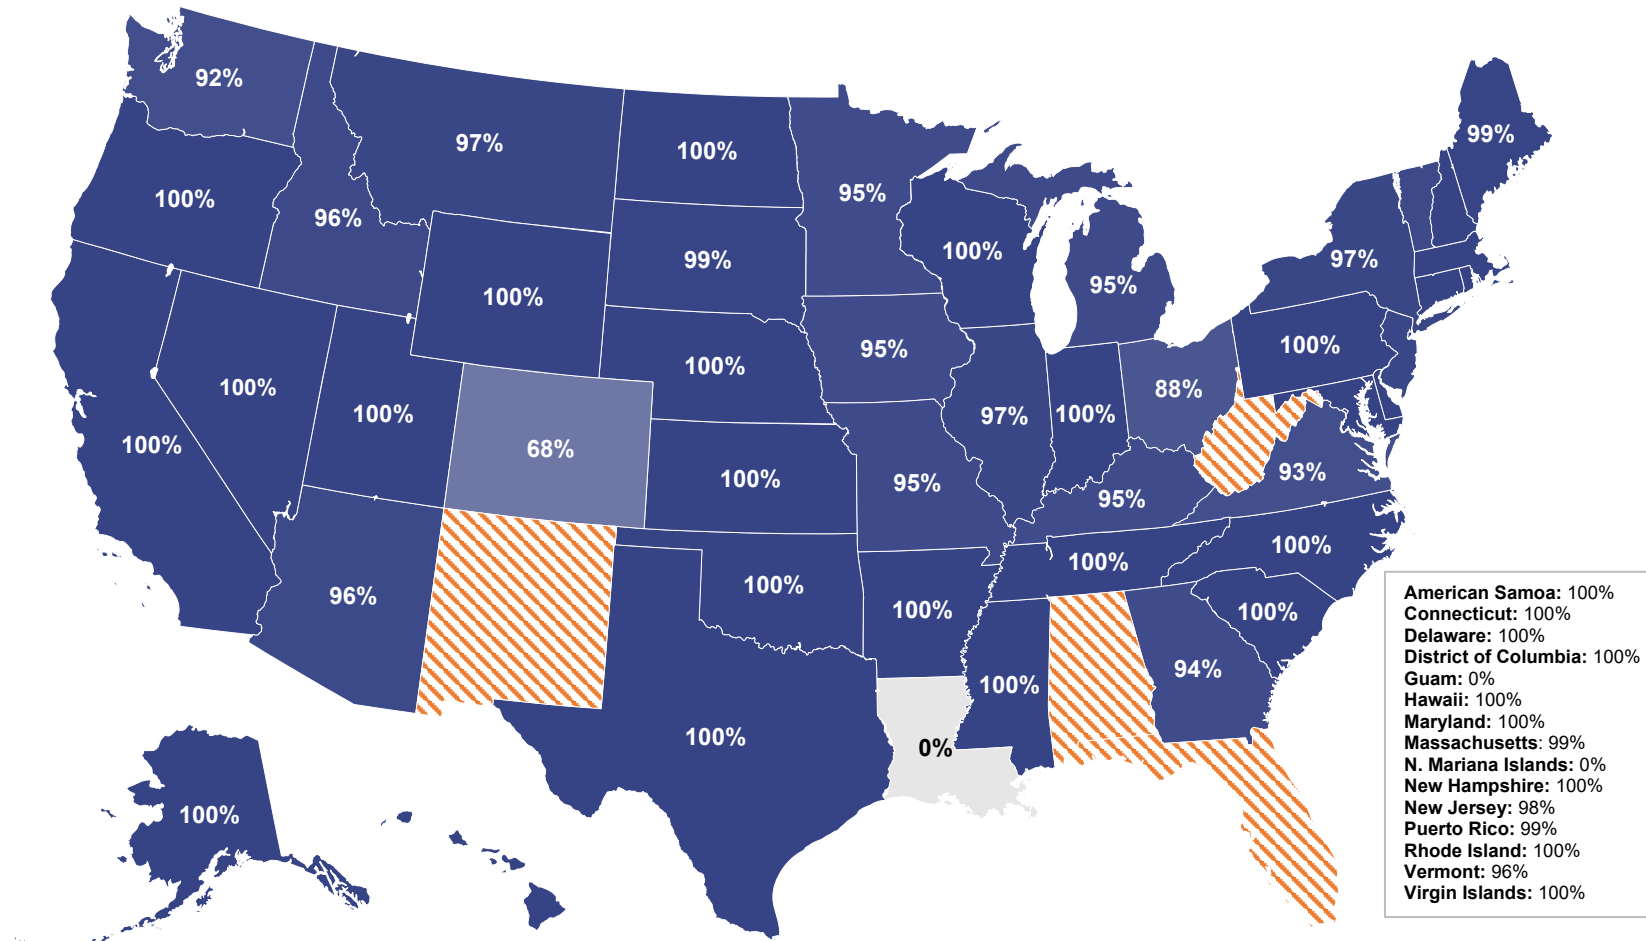 92%
97%
100%
99%
95%
100%
96%
100%
97%
99%
100%
95%
100%
95%
100%
100%
100%
88%
100%
100%
97%
100%
100%
68%
93%
100%
95%
95%
100%
100%
100%
96%
100%
100%
94%
100%
100%
0%
100%
American Samoa: 100%
Connecticut: 100%
Delaware: 100%
District of Columbia: 100%
Guam: 0%
Hawaii: 100%
Maryland: 100%
Massachusetts: 99%
N. Mariana Islands: 0%
New Hampshire: 100%
New Jersey: 98%
Puerto Rico: 99%
Rhode Island: 100%
Vermont: 96%
Virgin Islands: 100%